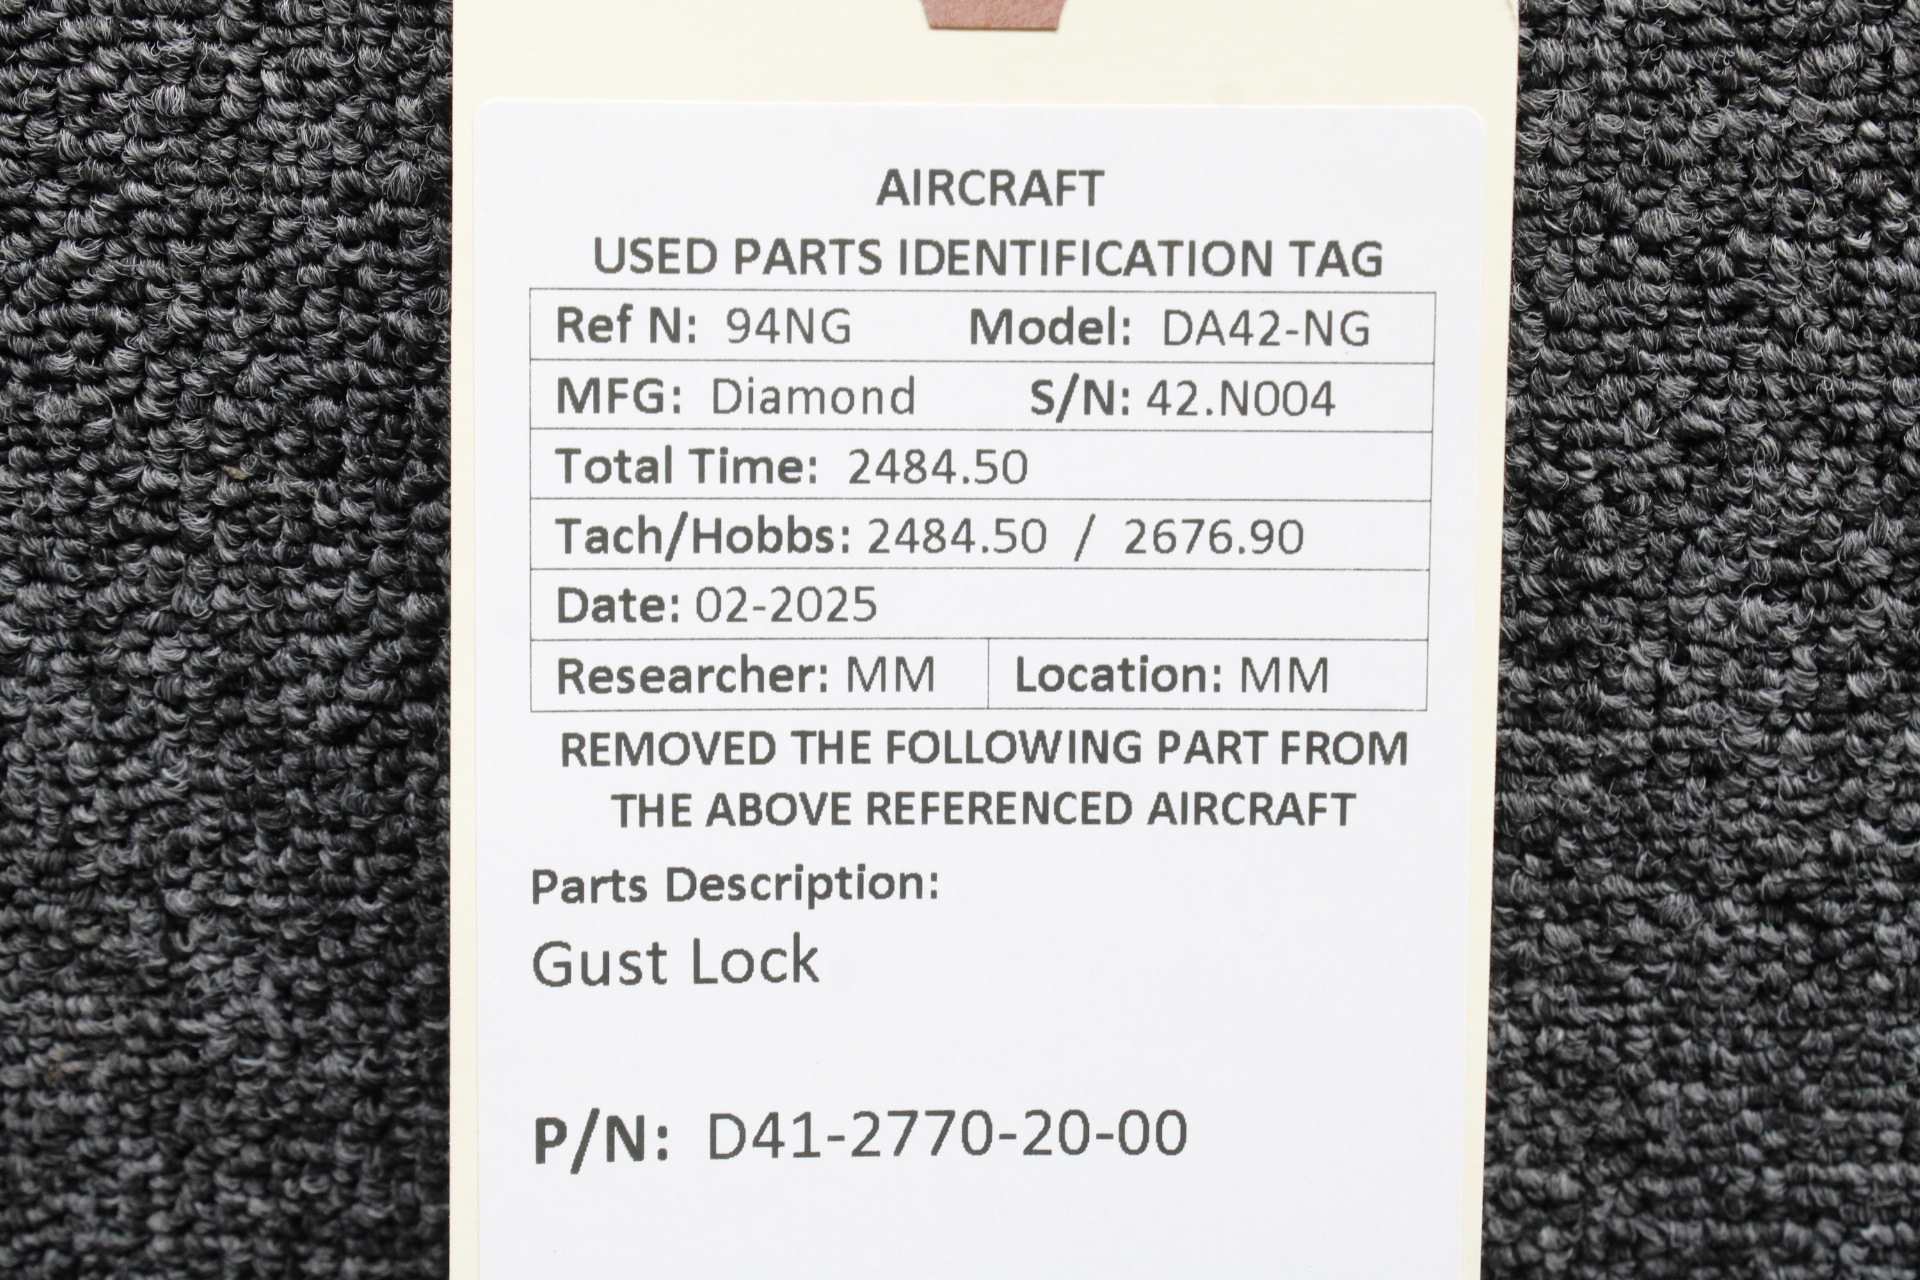 AIRCRAFT
USED PARTS IDENTIFICATION TAG
Ref N: 94NG Model: DA42-NG
MFG: Diamond S/N: 42.N004
Total Time: 2484.50
Tach/Hobbs: 2484.50 / 2676.90
Date: 02-2025
Researcher: MM Location: MM
REMOVED THE FOLLOWING PART FROM
THE ABOVE REFERENCED AIRCRAFT
Parts Description:
Gust Lock
P/N: D41-2770-20-00